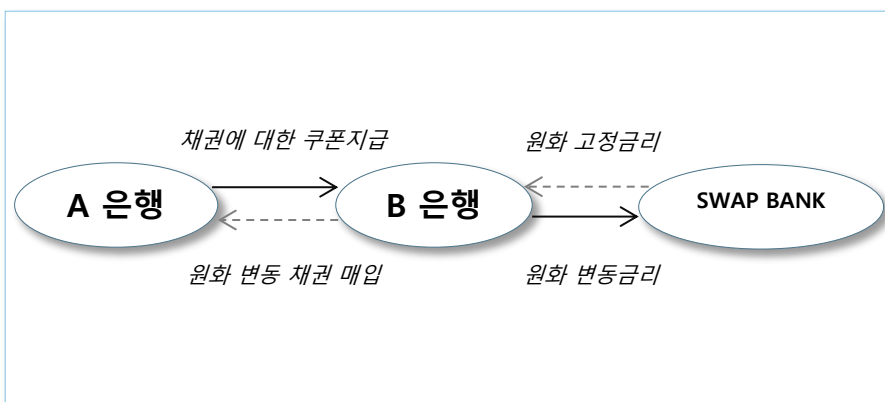 채권에 대한 쿠폰지급
원화 고정금리
A 은행
B 은행
SWAP BANK
원화 변동 채권 매입
원화 변동금리